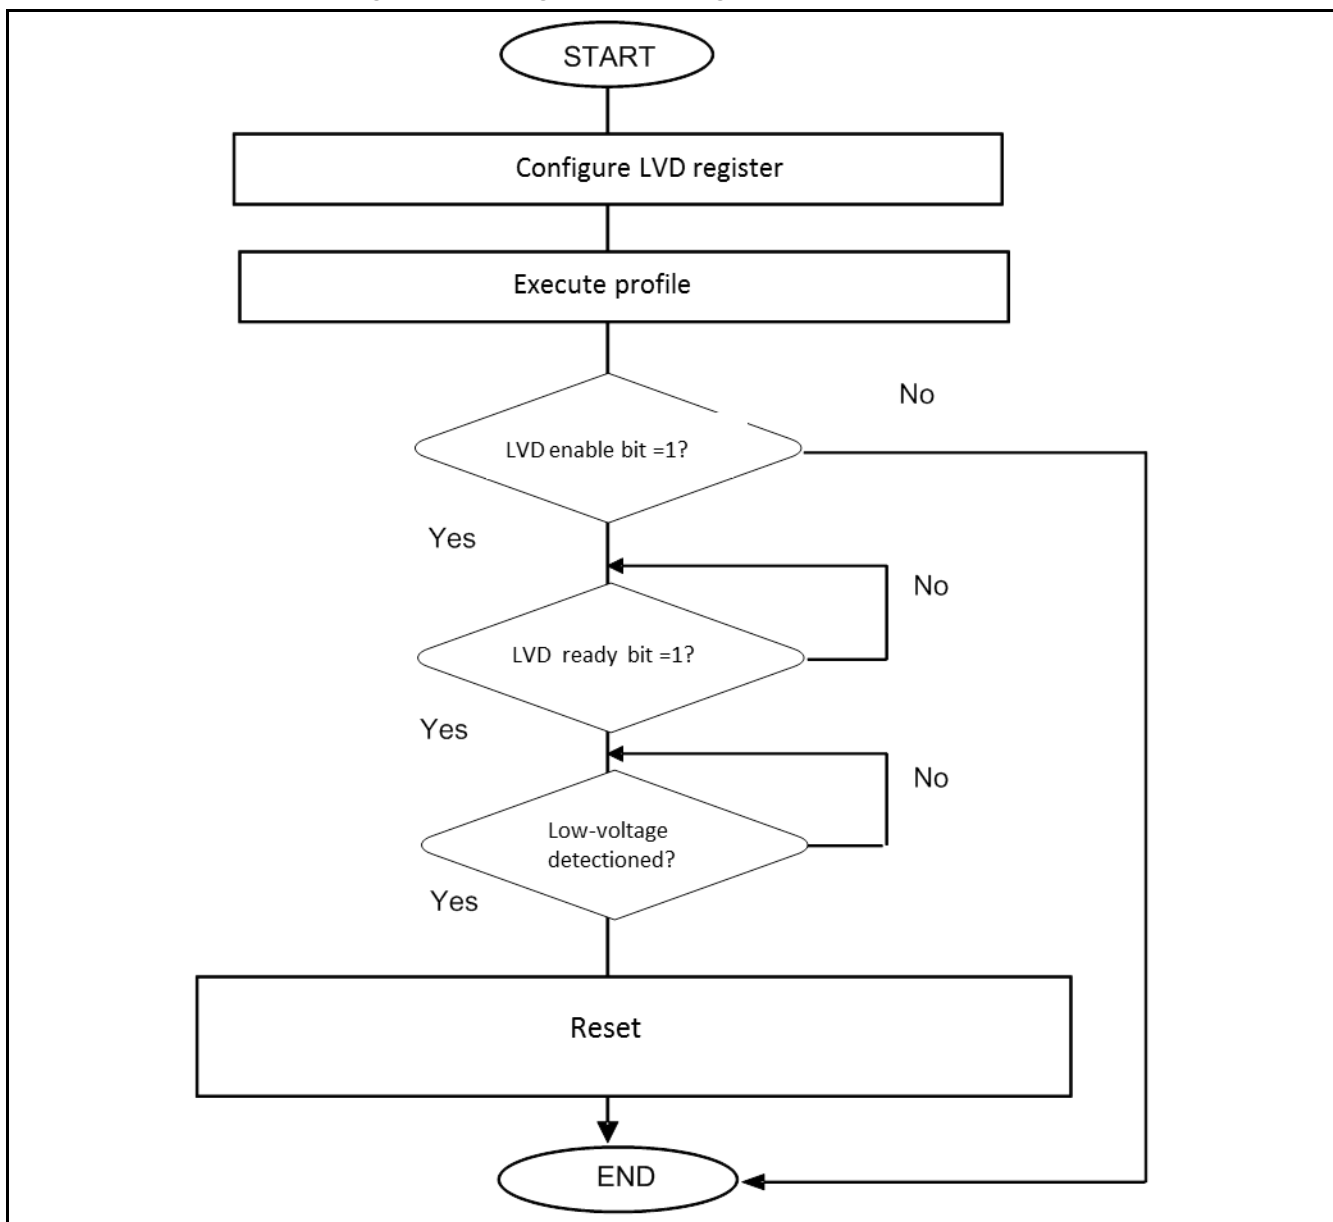 START
Configure LVD register
Execute profile
No
LVD enable bit =1?
Yes
No
LVD ready bit =1?
Yes
No
Low-voltage
detectioned?
Yes
Reset
END